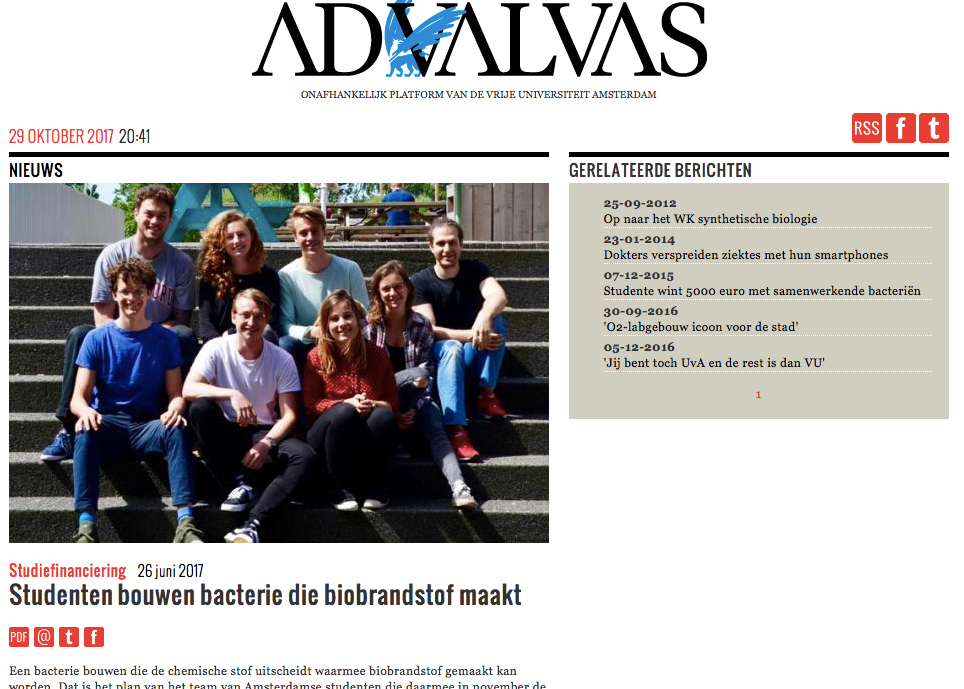 ADVALVAS
ONAFHANKELIJK PLATFORM VAN DE VRIJE UNIVERSITEIT AMSTERDAM
29 OKTOBER 2017 20:41
RSS f t
NIEUWS
Studiefinanciering 26 juni 2017
Studenten bouwen bacterie die biobrandstof maakt
PDF @ t f
Een bacterie bouwen die de chemische stof uitscheidt waarmee biobrandstof gemaakt kan
worden. Dat is het plan van het team van Amsterdamse studenten die daarmee in november de
GERELATEERDE BERICHTEN
25-09-2012
Op naar het WK synthetische biologie
23-01-2014
Dokters verspreiden ziektes met hun smartphones
07-12-2015
Studente wint 5000 euro met samenwerkende bacteriën
30-09-2016
'O2-labgebouw icoon voor de stad'
05-12-2016
'Jij bent toch UvA en de rest is dan VU'
1